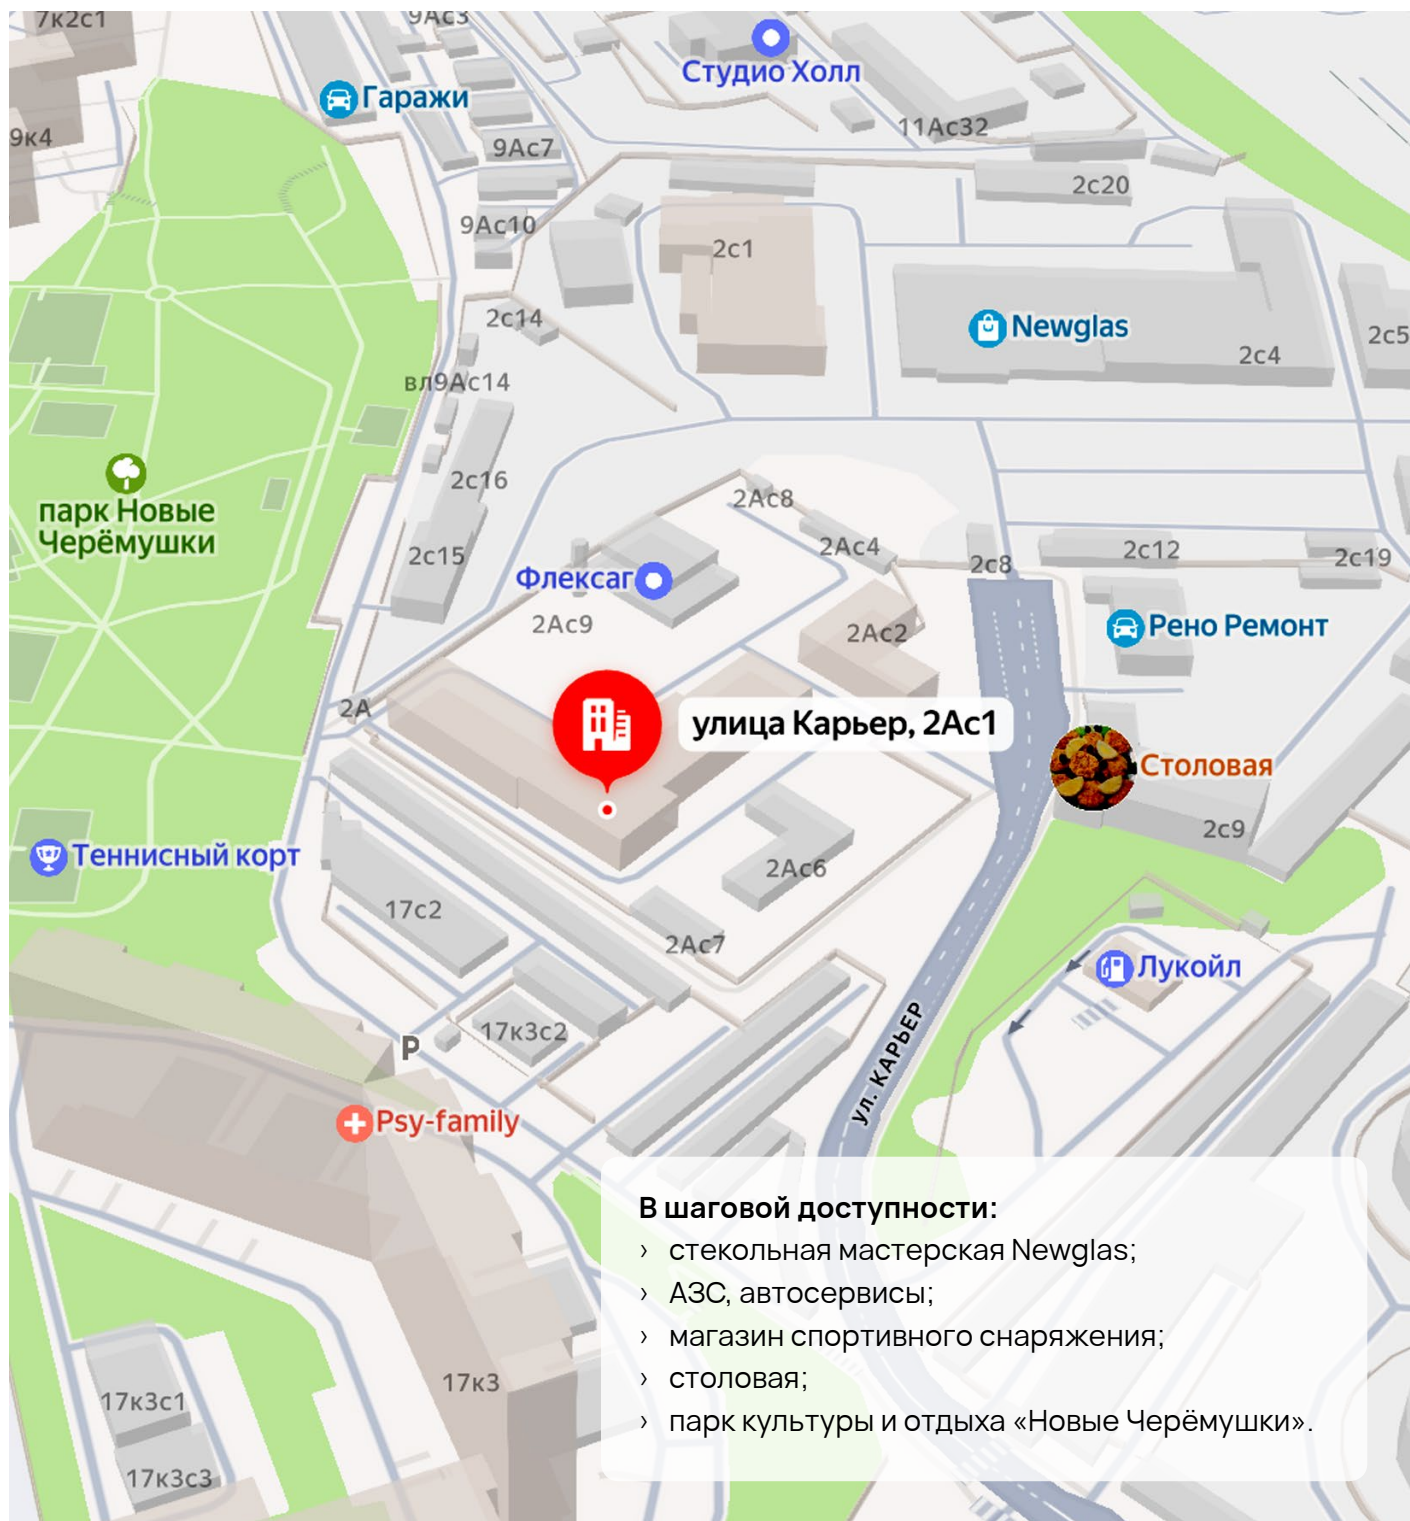 7к2с1
9Ас3
Студио Холл
Гаражи
9к4
11Ас32
9Ас7
2с20
9Ас10
2с1
2с14
Newglas
2с5
2с4
вл9Ас14
2с16
2Ас8
парк Новые
Черёмушки
2с15
2Ас4
2с8
2с12
2с19
Флексаг
2Ас9
2Ас2
Рено Ремонт
2А
улица Карьер, 2Ас1
Столовая
2с9
Теннисный корт
2Ас6
17с2
2Ас7
Лукойл
17к3с2
P
ул. КАРЬЕР
Psy-family
В шаговой доступности:
› стекольная мастерская Newglas;
› АЗС, автосервисы;
› магазин спортивного снаряжения;
› столовая;
› парк культуры и отдыха «Новые Черёмушки».
17к3
17к3с1
17к3с3